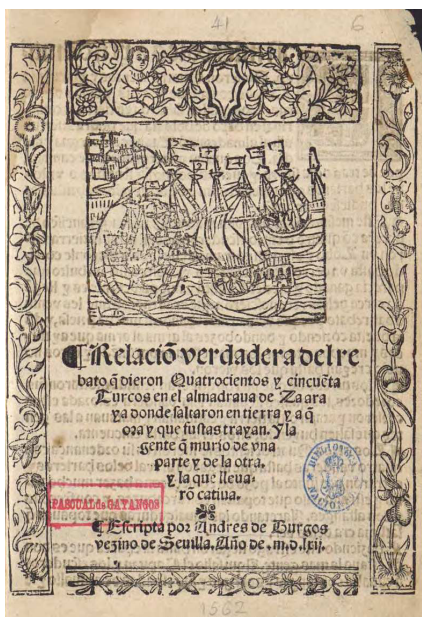 41 6
¶Relaciō verdadera del re
bato q̄ dieron Quatrocientos y cincuēta
Turcos en el almadraua de Zaara
y a donde saltaron en tierra y a q̄
ora y que fustas trayan. Y la
gente q̄ murio de vna
parte y de la otra.
y la que lleua-
rō catiua.
PASCUAL DE GAYANGOS
¶Escripta por Andres de Burgos
vezino de Seuilla. Año de .m.d.lxij.
1562